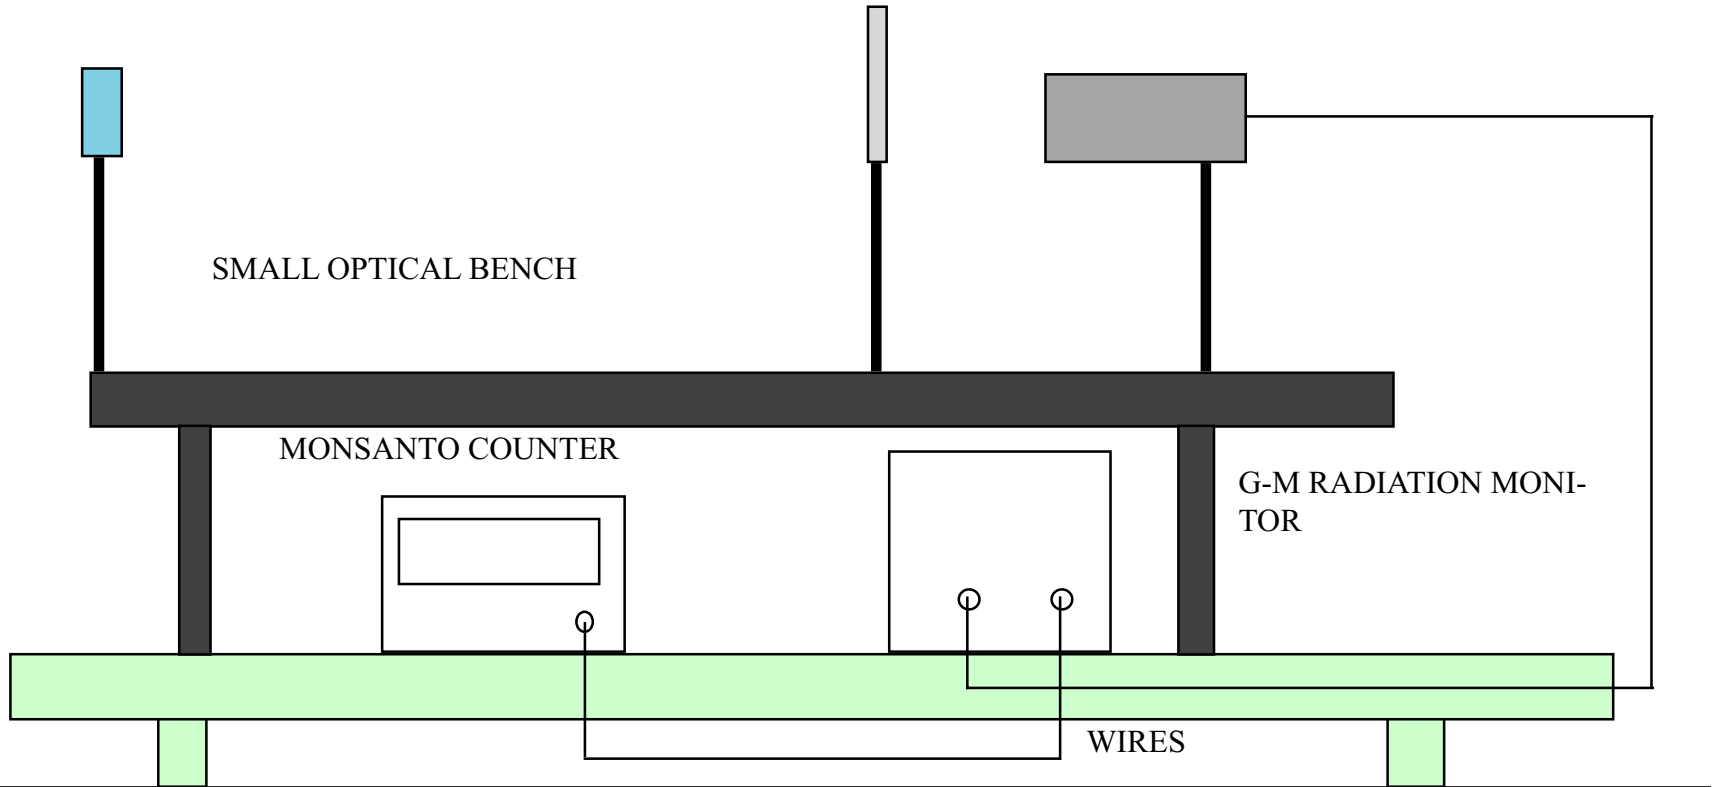 SMALL OPTICAL BENCH
MONSANTO COUNTER
G-M RADIATION MONI-
TOR
WIRES